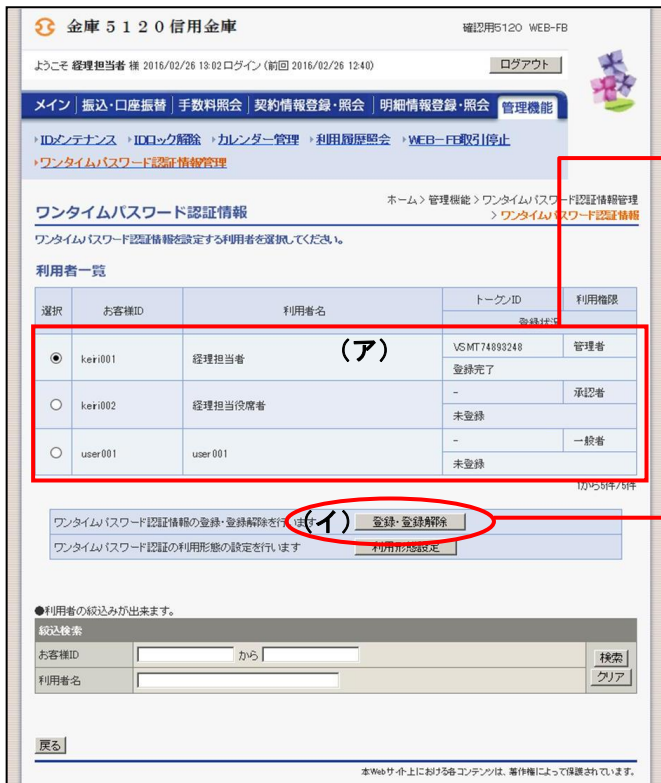 金庫５１２０信用金庫
確認用5120 WEB-FB
ようこそ 経理担当者 様 2016/02/26 13:02ログイン (前回 2016/02/26 12:40)
ログアウト
メイン 振込・口座振替 手数料照会 契約情報登録・照会 明細情報登録・照会 管理機能
IDメンテナンス IDロック解除 カレンダー管理 利用履歴照会 WEB-FB取引停止
ワンタイムパスワード認証情報管理
ワンタイムパスワード認証情報
ホーム > 管理機能 > ワンタイムパスワード認証情報管理
> ワンタイムパスワード認証情報
ワンタイムパスワード認証情報を設定する利用者を選択してください。
利用者一覧
選択 お客様ID 利用者名 トークンID 利用権限
登録状況
keiri001 経理担当者 (ア) VSMT74893248 管理者
登録完了
keiri002 経理担当役席者 - 承認者
未登録
user001 user001 - 一般者
未登録
1から5件/5件
ワンタイムパスワード認証情報の登録・登録解除を行います (イ) 登録・登録解除
ワンタイムパスワード認証の利用形態の設定を行います 利用形態設定
●利用者の絞込みが出来ます。
絞込検索
お客様ID から
検索
利用者名
クリア
戻る
本Webサイト上における各コンテンツは、著作権によって保護されています。